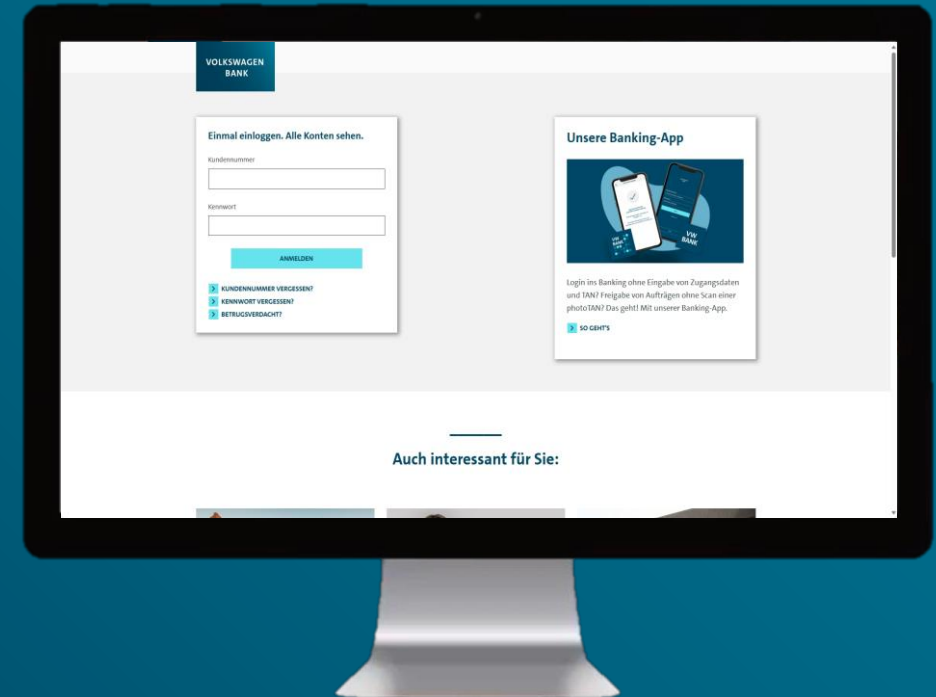 VOLKSWAGEN
BANK
Einmal einloggen. Alle Konten sehen.
Kundennummer
Kennwort
ANMELDEN
KUNDENNUMMER VERGESSEN?
KENNWORT VERGESSEN?
BETRUGSVERDACHT?
Unsere Banking-App
VW
BANK
Login ins Banking ohne Eingabe von Zugangsdaten
und TAN? Freigabe von Aufträgen ohne Scan einer
photoTAN? Das geht! Mit unserer Banking-App.
SO GEHT'S
Auch interessant für Sie: